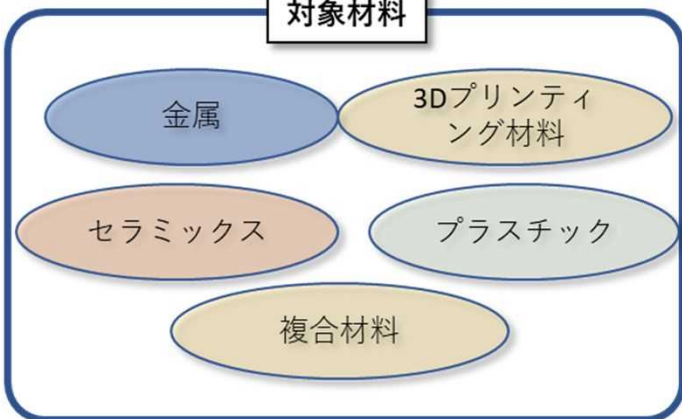 対象材料
金属
3Dプリンティ
ング材料
セラミックス
プラスチック
複合材料